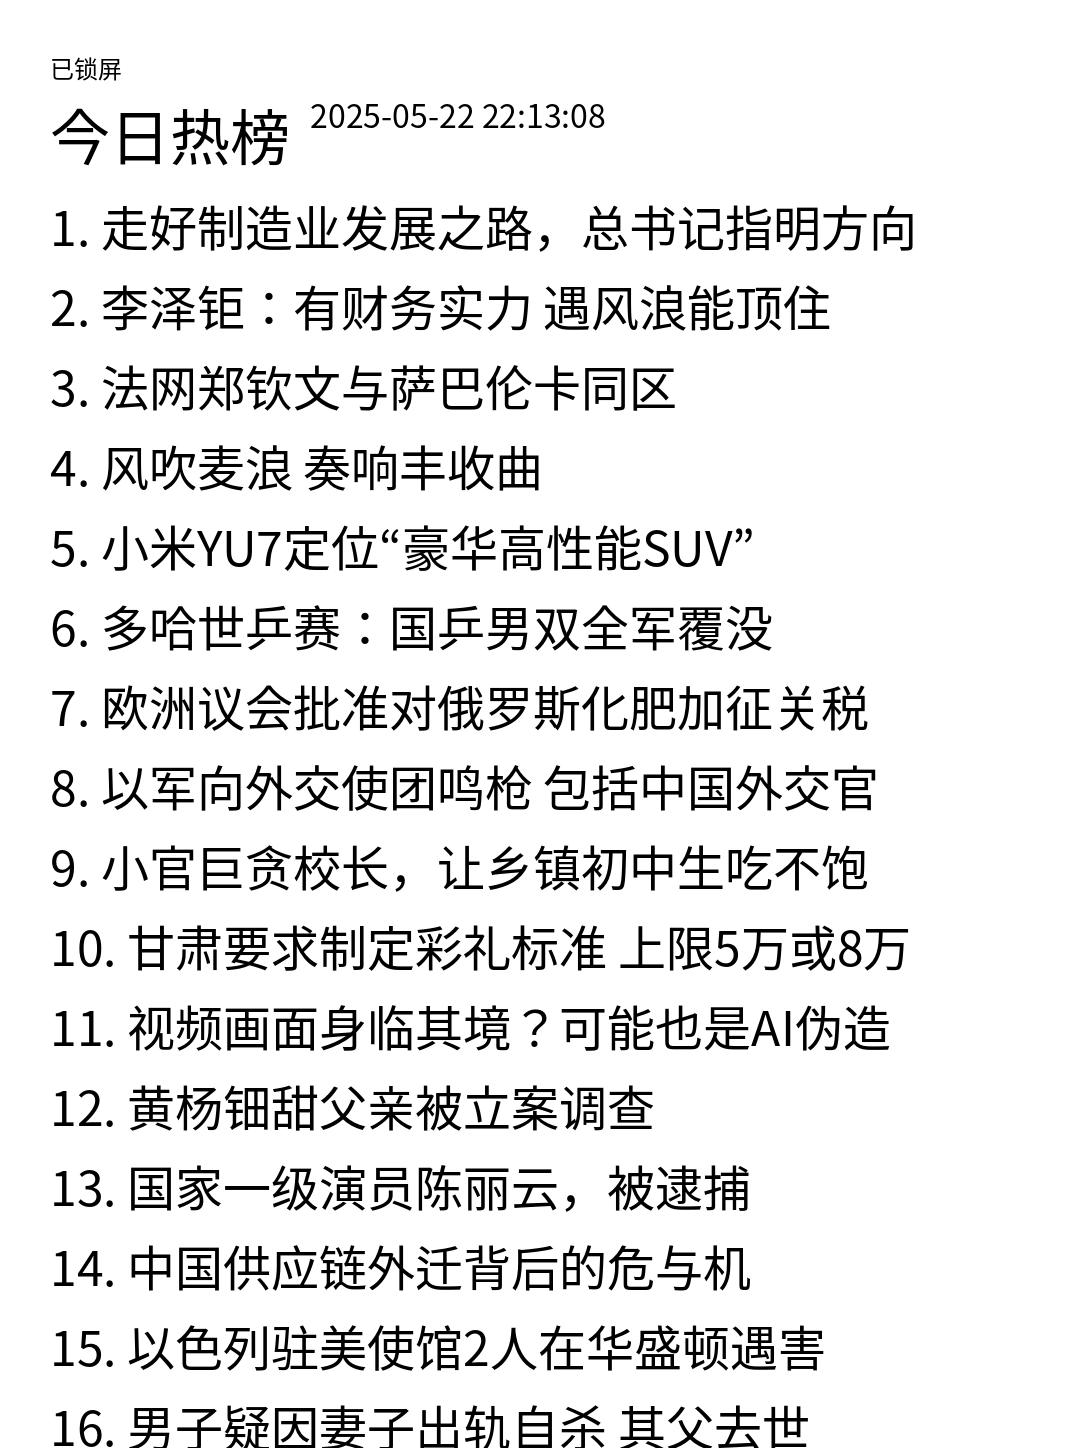 已锁屏
今日热榜 2025-05-22 22:13:08
1. 走好制造业发展之路，总书记指明方向
2. 李泽钜：有财务实力 遇风浪能顶住
3. 法网郑钦文与萨巴伦卡同区
4. 风吹麦浪 奏响丰收曲
5. 小米YU7定位“豪华高性能SUV”
6. 多哈世乒赛：国乒男双全军覆没
7. 欧洲议会批准对俄罗斯化肥加征关税
8. 以军向外交使团鸣枪 包括中国外交官
9. 小官巨贪校长，让乡镇初中生吃不饱
10. 甘肃要求制定彩礼标准 上限5万或8万
11. 视频画面身临其境？可能也是AI伪造
12. 黄杨钿甜父亲被立案调查
13. 国家一级演员陈丽云，被逮捕
14. 中国供应链外迁背后的危与机
15. 以色列驻美使馆2人在华盛顿遇害
16. 男子疑因妻子出轨自杀 其父去世